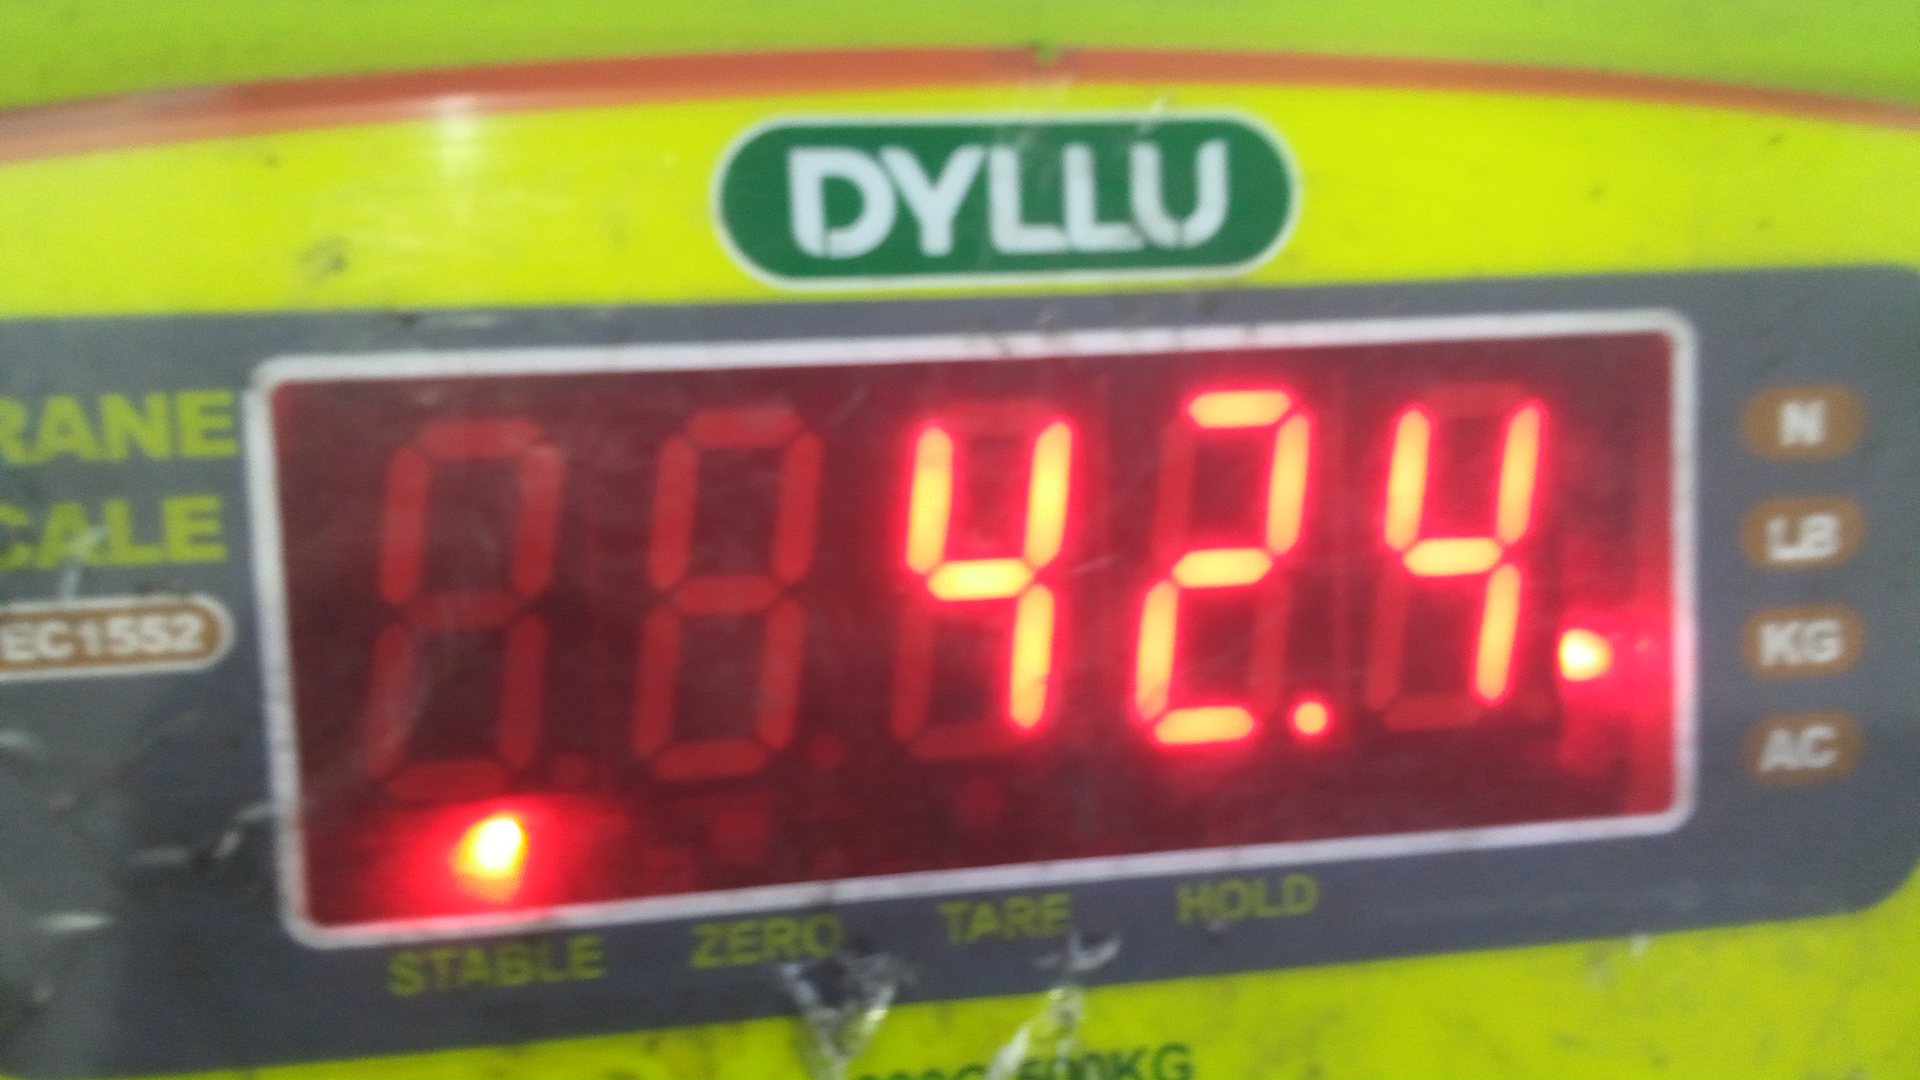 DYLLU
RANE
CALE
EC1552
42.4
N
LB
KG
AC
STABLE
ZERO
TARE
HOLD